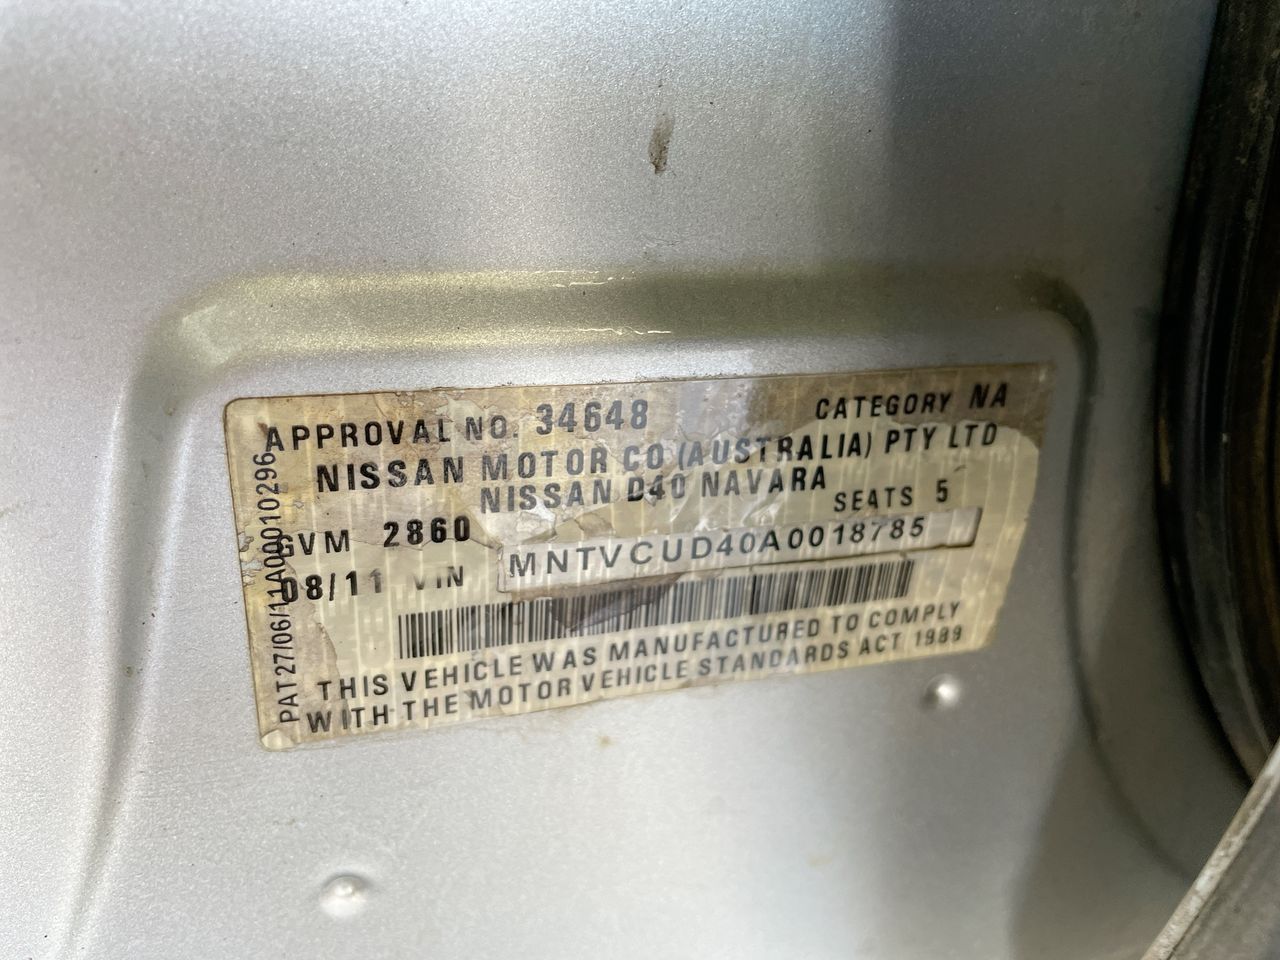 APPROVAL NO. 34648 CATEGORY NA
NISSAN MOTOR CO (AUSTRALIA) PTY LTD
NISSAN D40 NAVARA
GVM 2860 SEATS 5
08/11 VIN MNTVCUD40A0018785
THIS VEHICLE WAS MANUFACTURED TO COMPLY
WITH THE MOTOR VEHICLE STANDARDS ACT 1989
PAT27/06/11A00010296